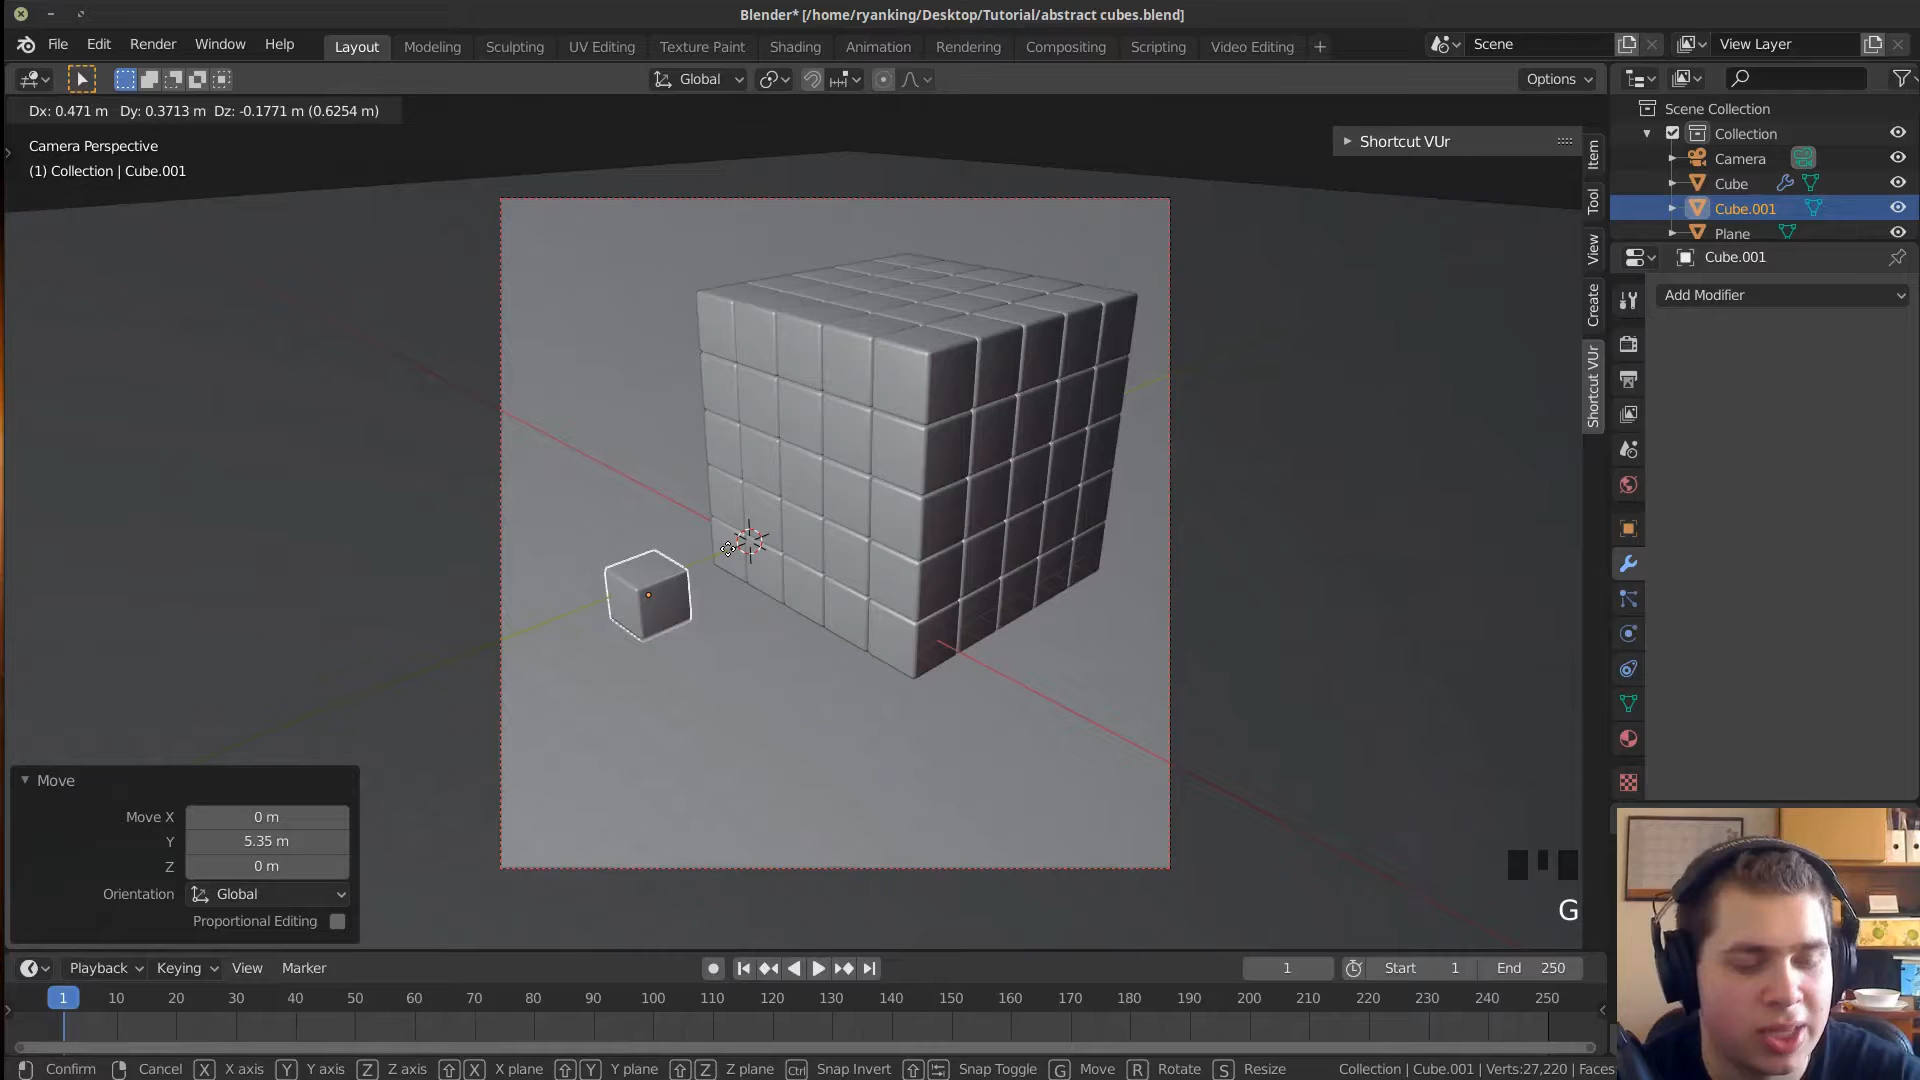 Blender* [/home/ryanking/Desktop/Tutorial/abstract cubes.blend]
File Edit Render Window Help Layout Modeling Sculpting UV Editing Texture Paint Shading Animation Rendering Compositing Scripting Video Editing + Scene View Layer
Global Options
Dx: 0.471 m Dy: 0.3713 m Dz: -0.1771 m (0.6254 m)
Camera Perspective
(1) Collection | Cube.001
Shortcut VUr
Item
Tool
View
Create
Shortcut VUr
Scene Collection
Collection
Camera
Cube
Cube.001
Plane
Cube.001
Add Modifier
Move
Move X 0 m
Y 5.35 m
Z 0 m
Orientation Global
Proportional Editing
G
Playback Keying View Marker 1 Start 1 End 250
1 10 20 30 40 50 60 70 80 90 100 110 120 130 140 150 160 170 180 190 200 210 220 230 240 250
Confirm Cancel X X axis Y Y axis Z Z axis X X plane Y Y plane Z Z plane Ctrl Snap Invert Snap Toggle G Move R Rotate S Resize Collection | Cube.001 | Verts:27,220 | Faces